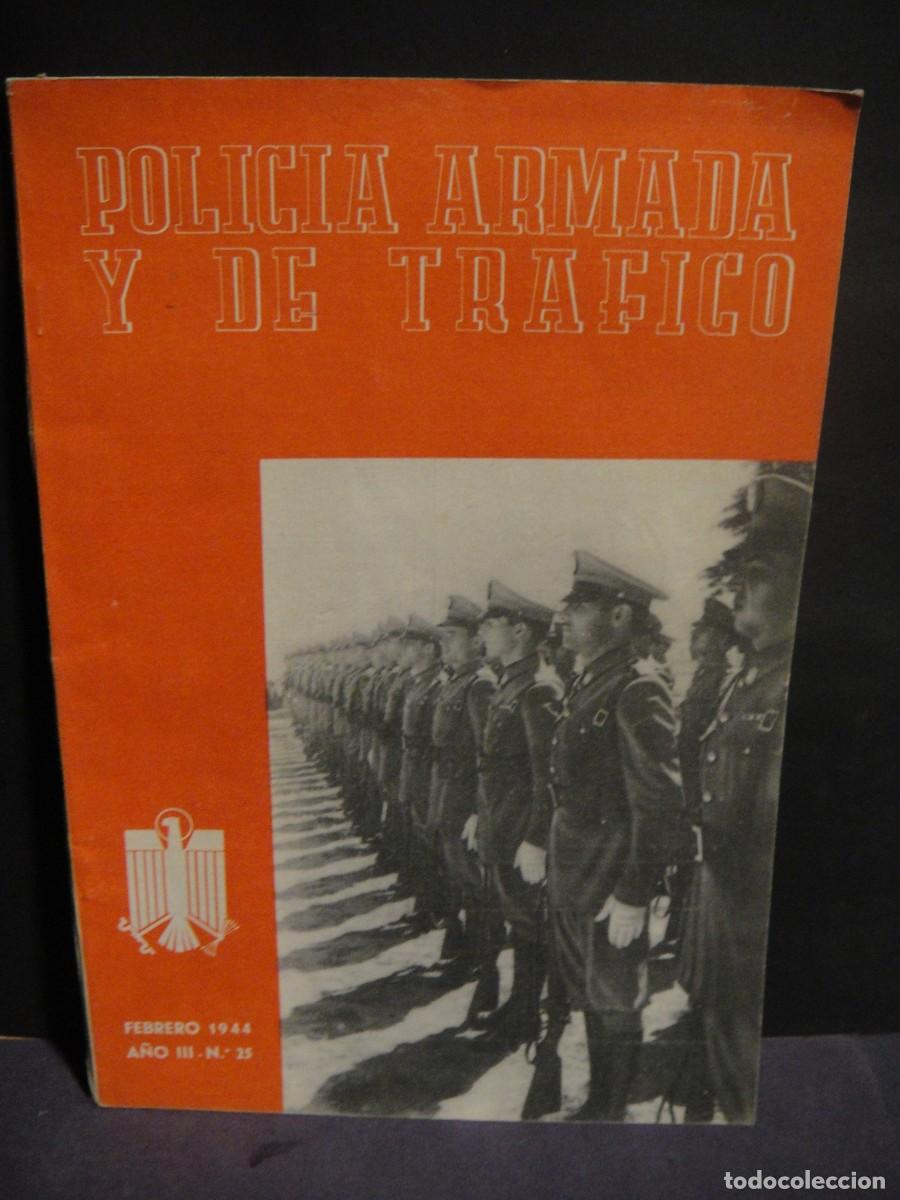 POLICIA ARMADA
Y DE TRAFICO
FEBRERO 1944
AÑO III - N.° 25
todocoleccion